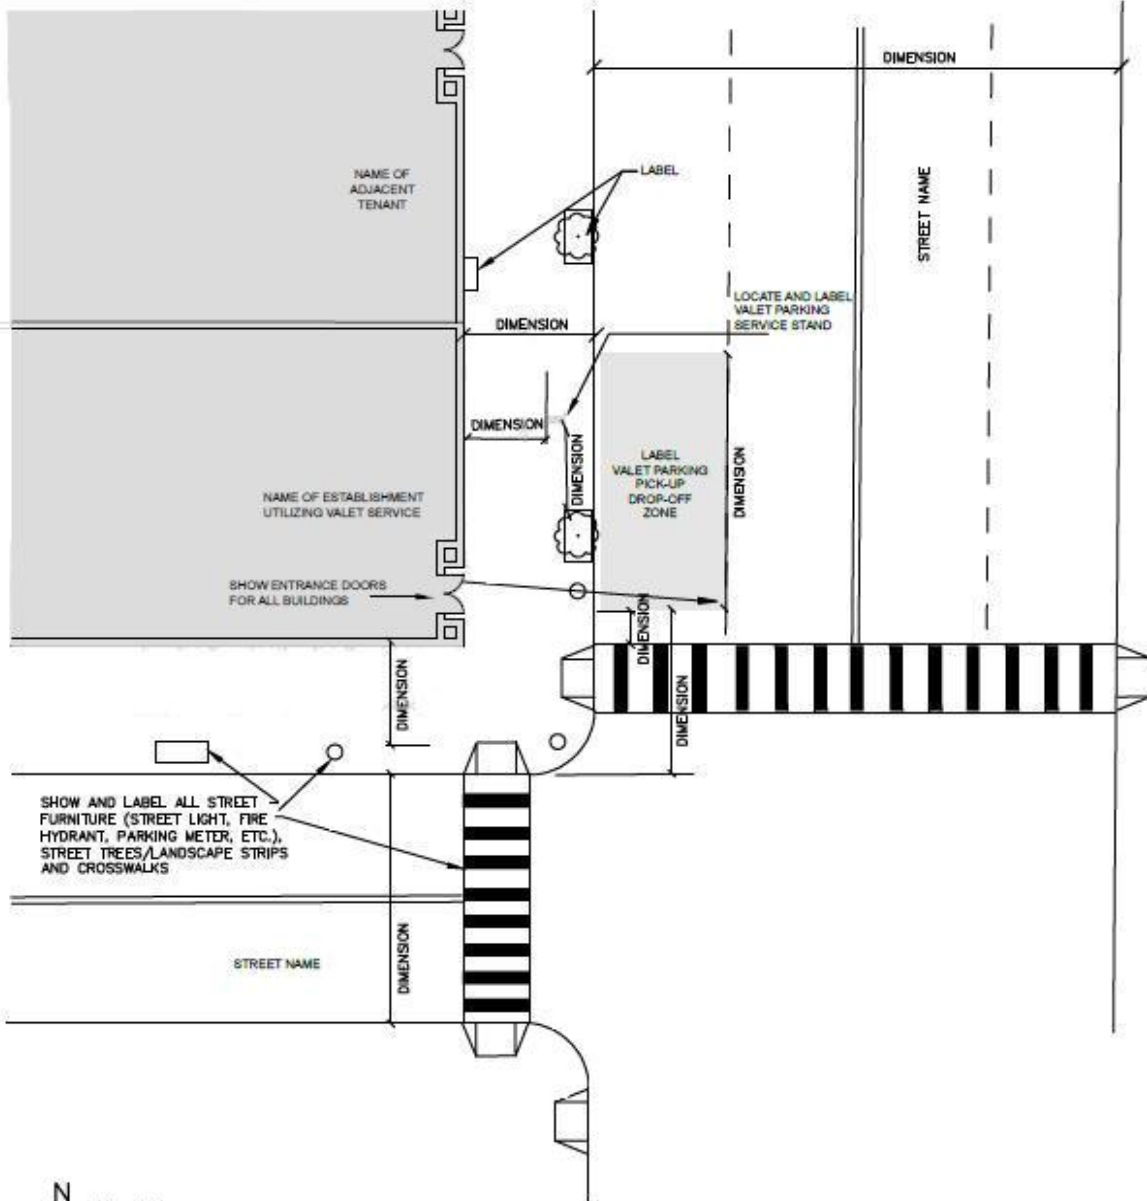 DIMENSION
NAME OF
ADJACENT
TENANT
LABEL
STREET NAME
LOCATE AND LABEL
VALET PARKING
SERVICE STAND
DIMENSION
DIMENSION
DIMENSION
LABEL
VALET PARKING
PICK-UP
DROP-OFF
ZONE
DIMENSION
NAME OF ESTABLISHMENT
UTILIZING VALET SERVICE
SHOW ENTRANCE DOORS
FOR ALL BUILDINGS
DIMENSION
DIMENSION
DIMENSION
SHOW AND LABEL ALL STREET
FURNITURE (STREET LIGHT, FIRE
HYDRANT, PARKING METER, ETC.),
STREET TREES/LANDSCAPE STRIPS
AND CROSSWALKS
DIMENSION
STREET NAME
N